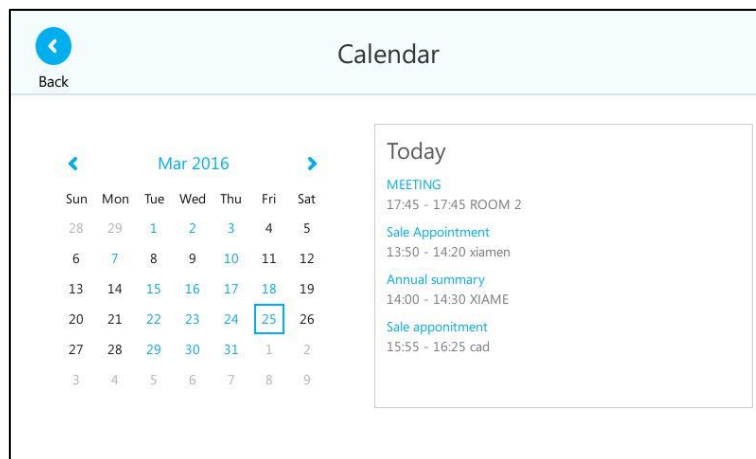 Back
Calendar
Mar 2016
Sun Mon Tue Wed Thu Fri Sat
28 29 1 2 3 4 5
6 7 8 9 10 11 12
13 14 15 16 17 18 19
20 21 22 23 24 25 26
27 28 29 30 31 1 2
3 4 5 6 7 8 9
Today
MEETING
17:45 - 17:45 ROOM 2
Sale Appointment
13:50 - 14:20 xiamen
Annual summary
14:00 - 14:30 XIAME
Sale apponitment
15:55 - 16:25 cad